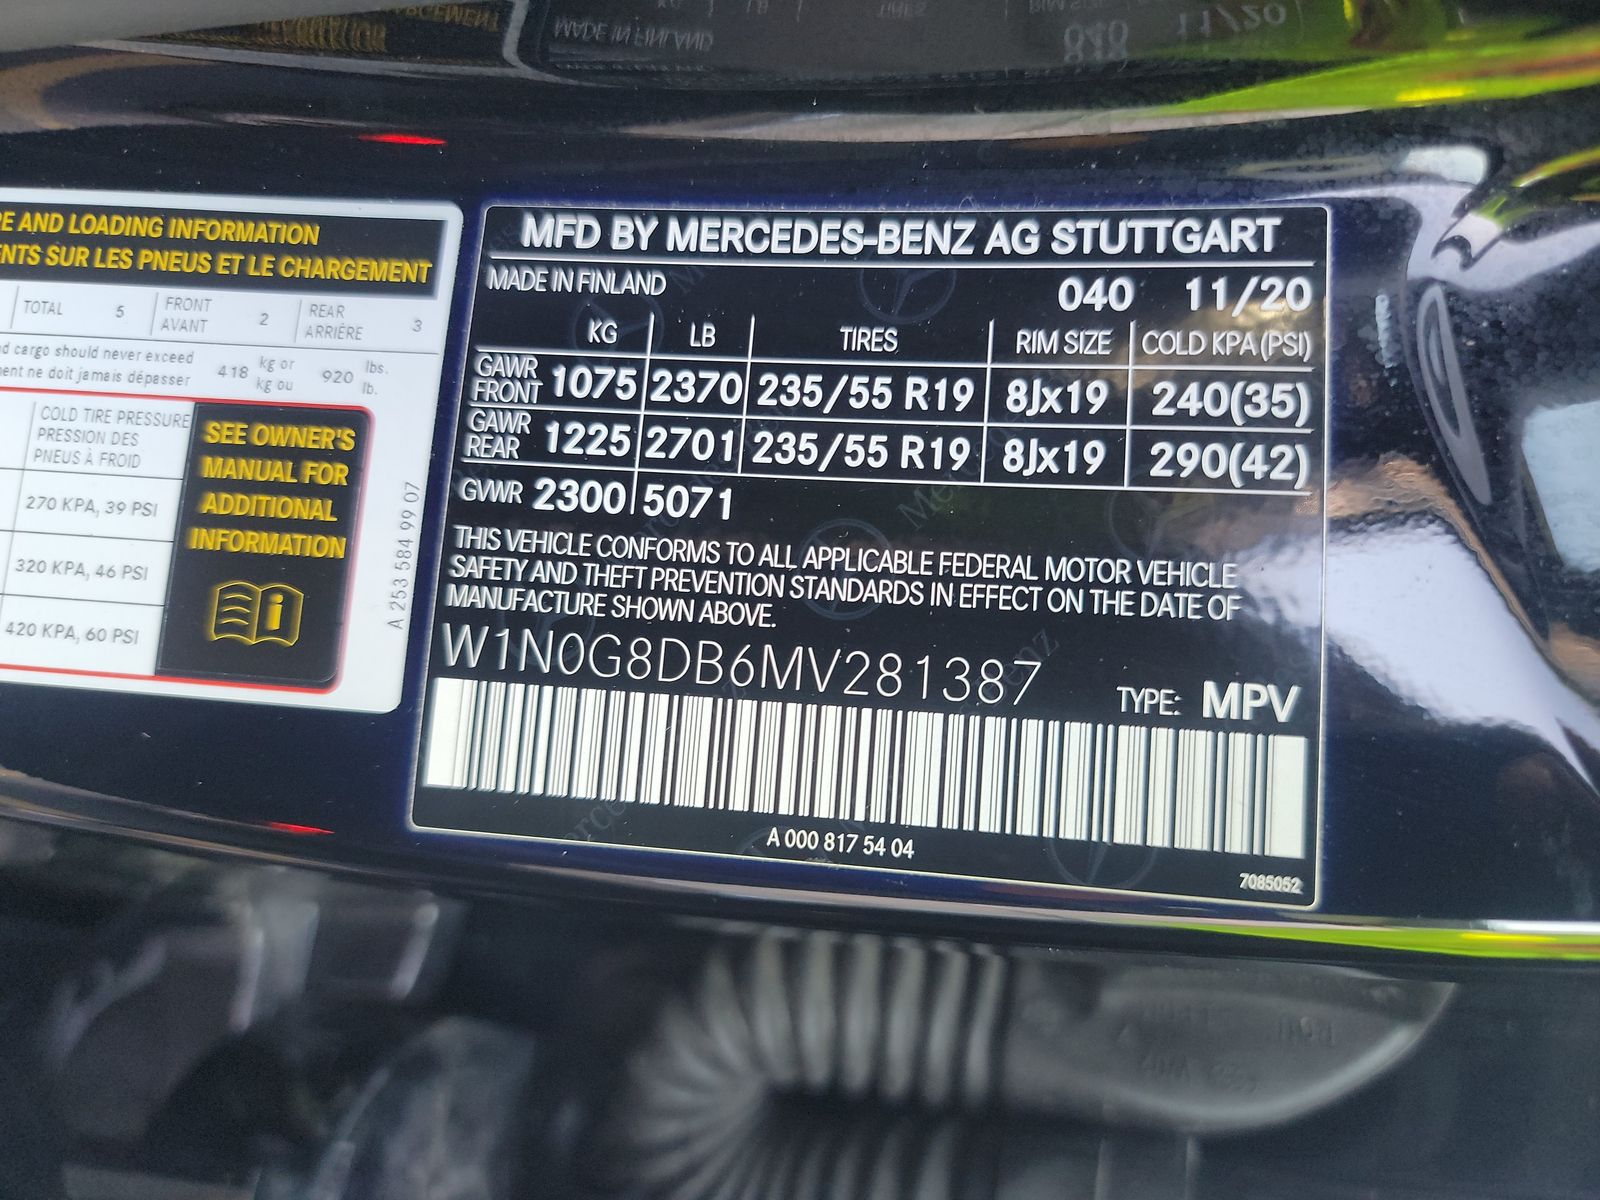 RE AND LOADING INFORMATION
ENTS SUR LES PNEUS ET LE CHARGEMENT
TOTAL 5 FRONT AVANT 2 REAR ARRIÈRE 3
cargo should never exceed
ne doit jamais dépasser
418 kg or kg ou 920 lbs. lb.
COLD TIRE PRESSURE
PRESSION DES
PNEUS À FROID
270 KPA, 39 PSI
320 KPA, 46 PSI
420 KPA, 60 PSI
SEE OWNER'S
MANUAL FOR
ADDITIONAL
INFORMATION
A 253 584 99 07
MFD BY MERCEDES-BENZ AG STUTTGART
MADE IN FINLAND 040 11/20
KG LB TIRES RIM SIZE COLD KPA(PSI)
GAWR FRONT 1075 2370 235/55 R19 8Jx19 240(35)
GAWR REAR 1225 2701 235/55 R19 8Jx19 290(42)
GVWR 2300 5071
THIS VEHICLE CONFORMS TO ALL APPLICABLE FEDERAL MOTOR VEHICLE
SAFETY AND THEFT PREVENTION STANDARDS IN EFFECT ON THE DATE OF
MANUFACTURE SHOWN ABOVE.
W1N0G8DB6MV281387
TYPE: MPV
A 000 817 54 04
7085052